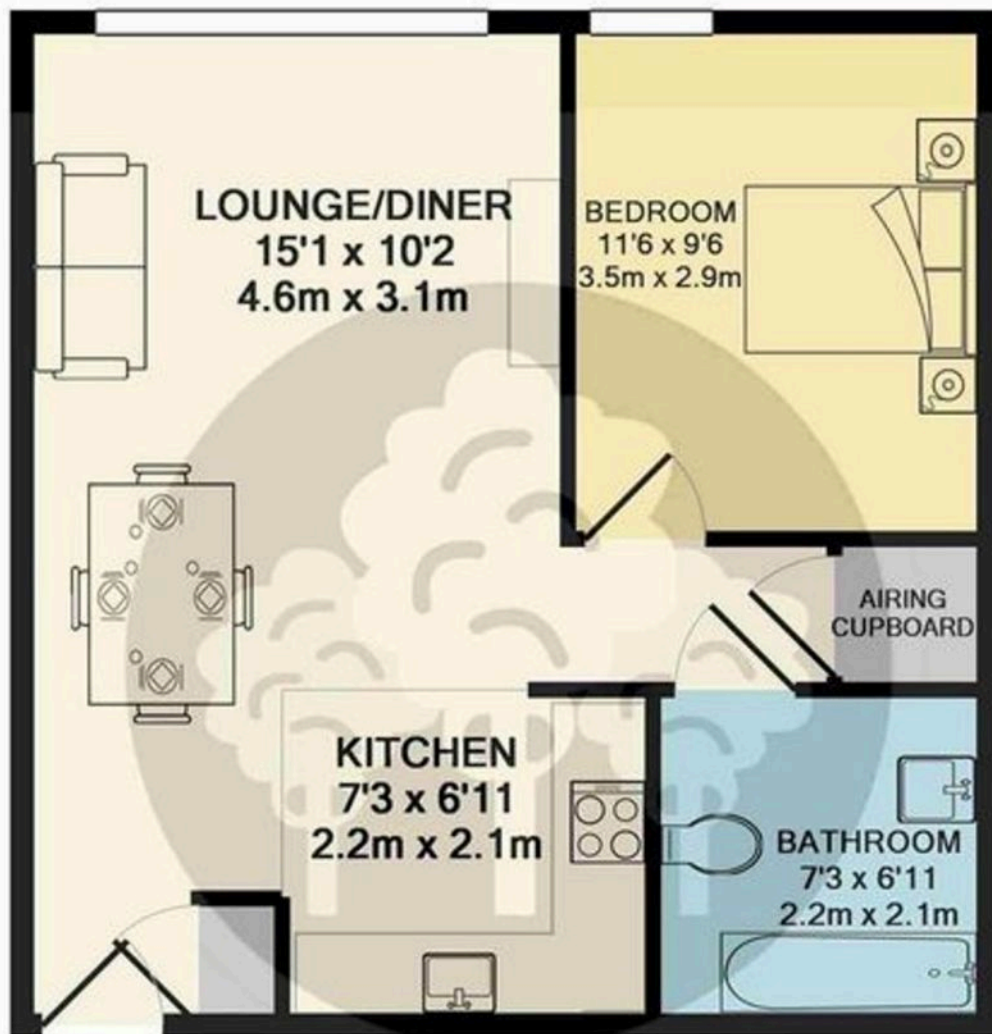 LOUNGE/DINER
15'1 x 10'2
4.6m x 3.1m
BEDROOM
11'6 x 9'6
3.5m x 2.9m
AIRING
CUPBOARD
KITCHEN
7'3 x 6'11
2.2m x 2.1m
BATHROOM
7'3 x 6'11
2.2m x 2.1m